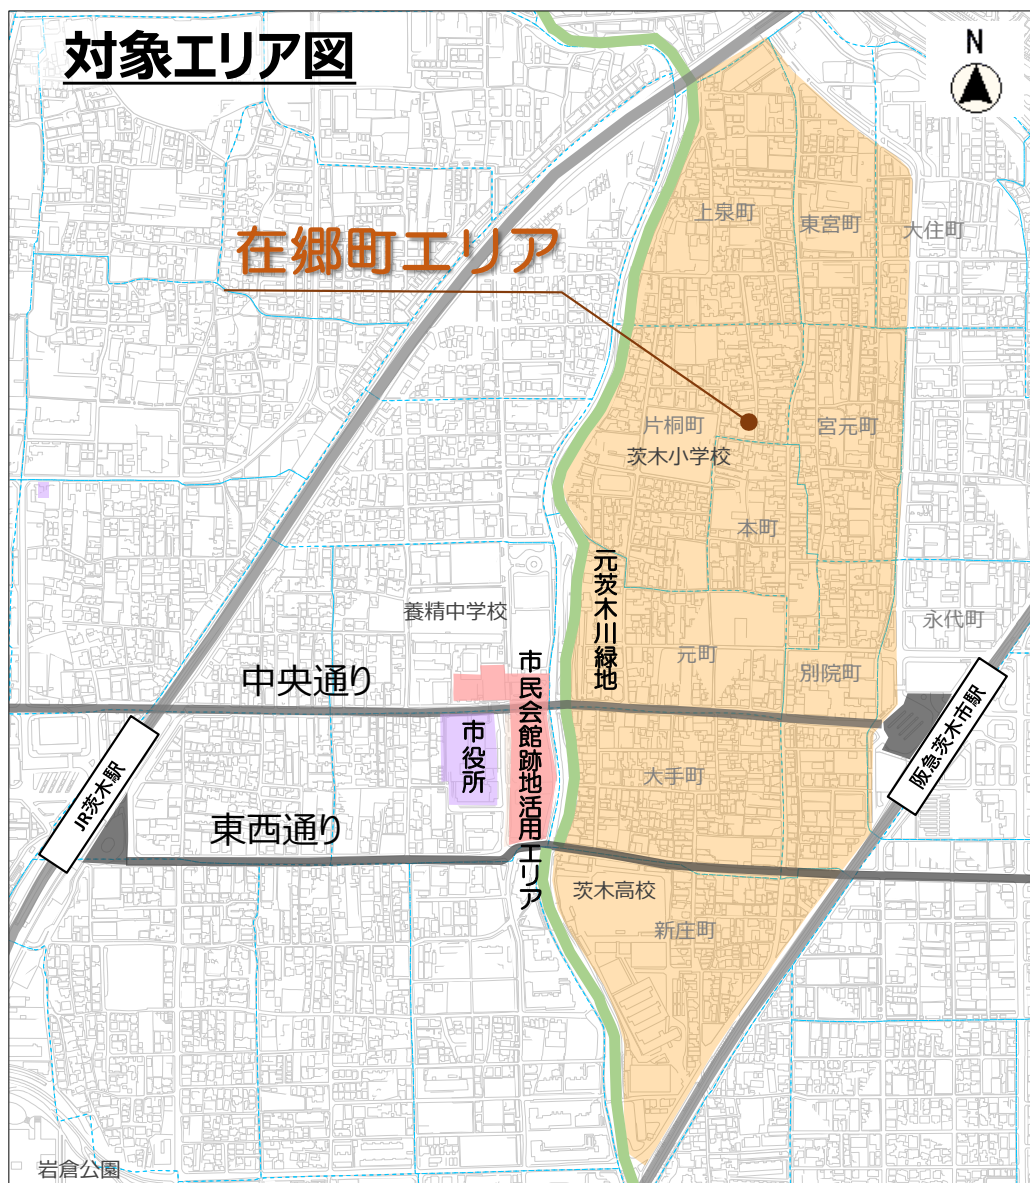 対象エリア図
N
上泉町
東宮町
大住町
在郷町エリア
片桐町
宮元町
茨木小学校
本町
元茨木川緑地
養精中学校
永代町
市民会館跡地活用エリア
元町
別院町
中央通り
市役所
阪急茨木市駅
JR茨木駅
大手町
東西通り
茨木高校
新庄町
岩倉公園